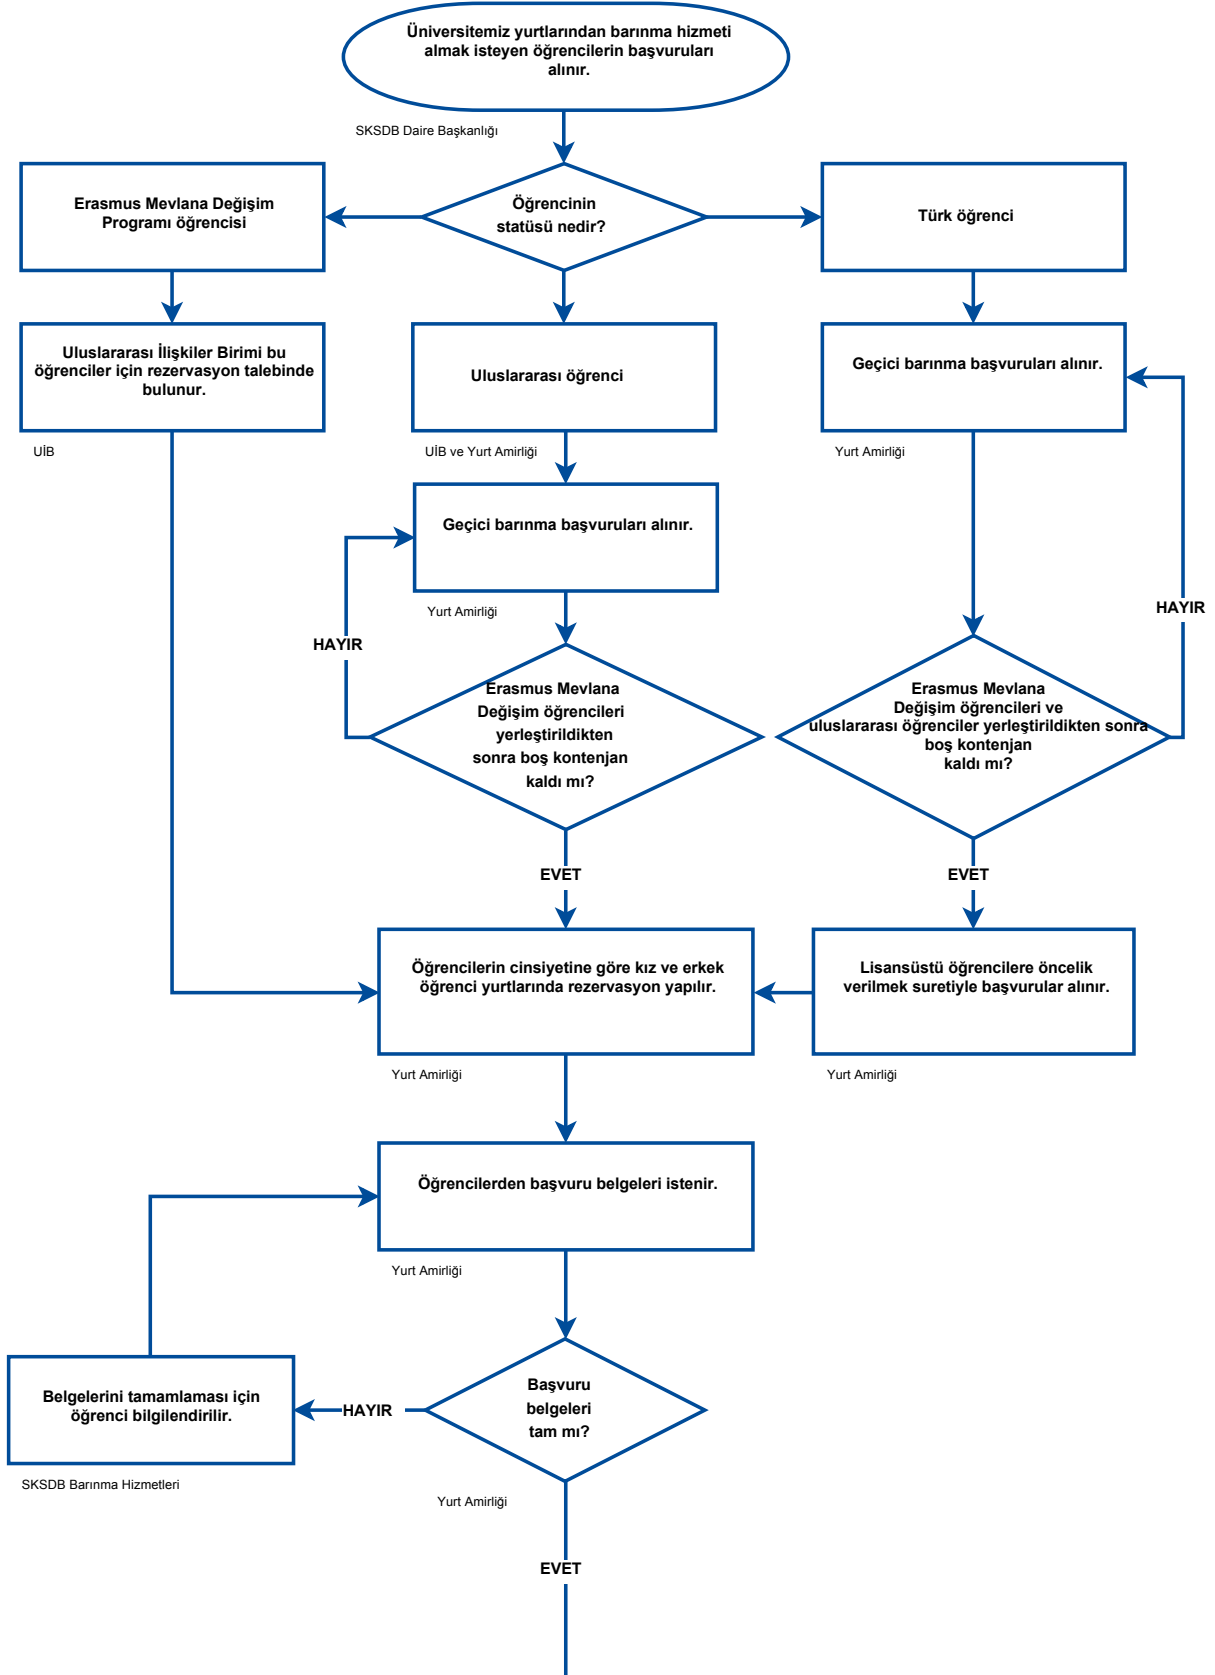 Üniversitemiz yurtlarından barınma hizmeti
almak isteyen öğrencilerin başvuruları
alınır.
SKSDB Daire Başkanlığı
Öğrencinin
statüsü nedir?
Erasmus Mevlana Değişim
Programı öğrencisi
Türk öğrenci
Uluslararası İlişkiler Birimi bu
öğrenciler için rezervasyon talebinde
bulunur.
UİB
Uluslararası öğrenci
UİB ve Yurt Amirliği
Geçici barınma başvuruları alınır.
Yurt Amirliği
Geçici barınma başvuruları alınır.
Yurt Amirliği
HAYIR
HAYIR
Erasmus Mevlana
Değişim öğrencileri
yerleştirildikten
sonra boş kontenjan
kaldı mı?
Erasmus Mevlana
Değişim öğrencileri ve
uluslararası öğrenciler yerleştirildikten sonra
boş kontenjan
kaldı mı?
EVET
EVET
Öğrencilerin cinsiyetine göre kız ve erkek
öğrenci yurtlarında rezervasyon yapılır.
Yurt Amirliği
Lisansüstü öğrencilere öncelik
verilmek suretiyle başvurular alınır.
Yurt Amirliği
Öğrencilerden başvuru belgeleri istenir.
Yurt Amirliği
Başvuru
belgeleri
tam mı?
Yurt Amirliği
HAYIR
Belgelerini tamamlaması için
öğrenci bilgilendirilir.
SKSDB Barınma Hizmetleri
EVET